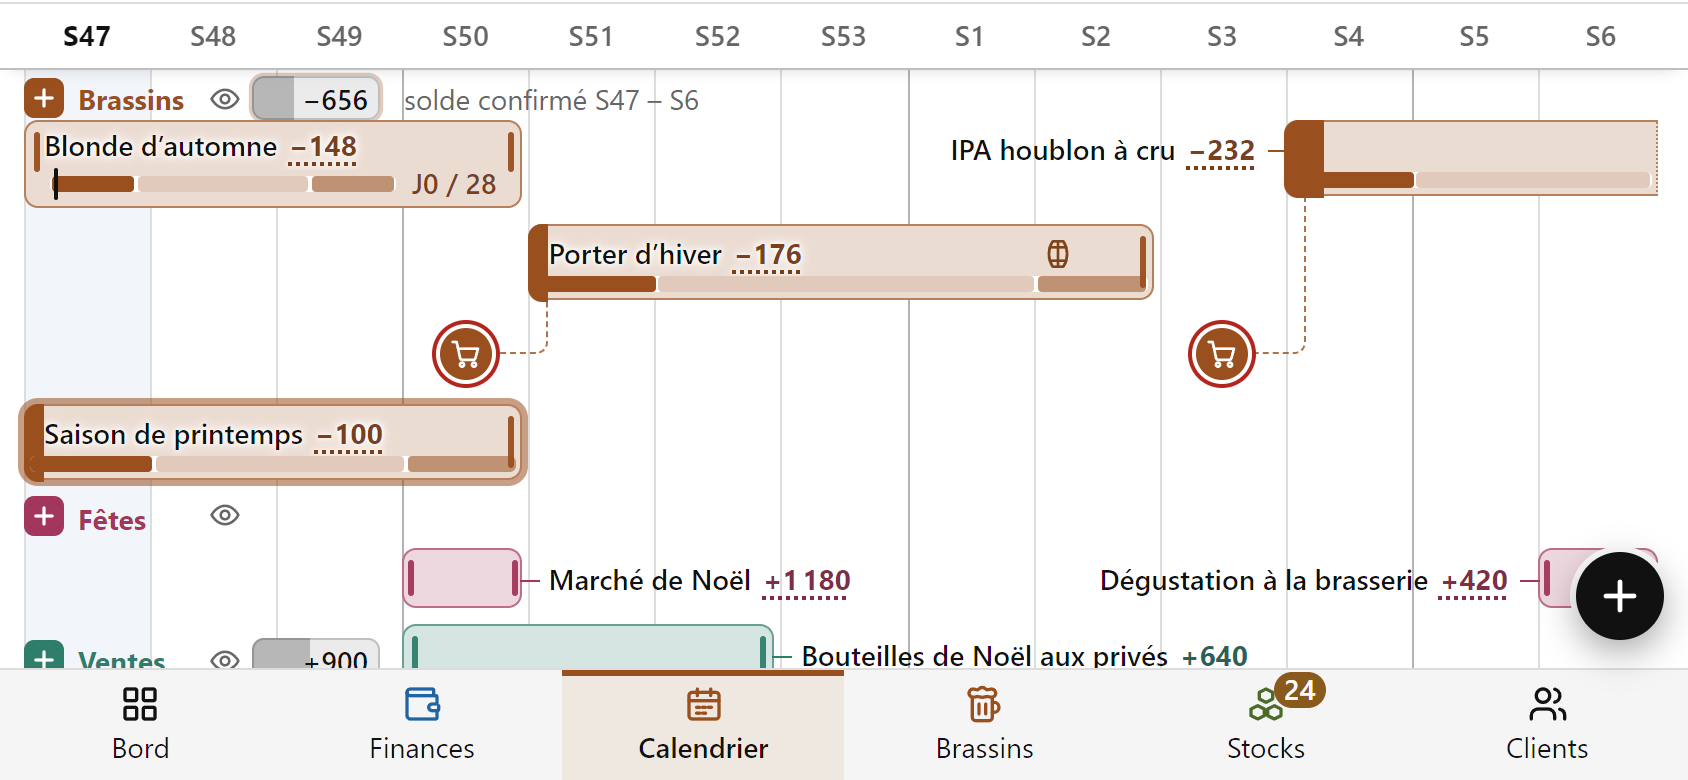 S47 S48 S49 S50 S51 S52 S53 S1 S2 S3 S4 S5 S6
Brassins −656 solde confirmé S47 – S6
Blonde d’automne −148
J0 / 28
IPA houblon à cru −232
Porter d’hiver −176
Saison de printemps −100
Fêtes
Marché de Noël +1 180
Dégustation à la brasserie +420
Ventes +900
Bouteilles de Noël aux privés +640
24
Bord Finances Calendrier Brassins Stocks Clients